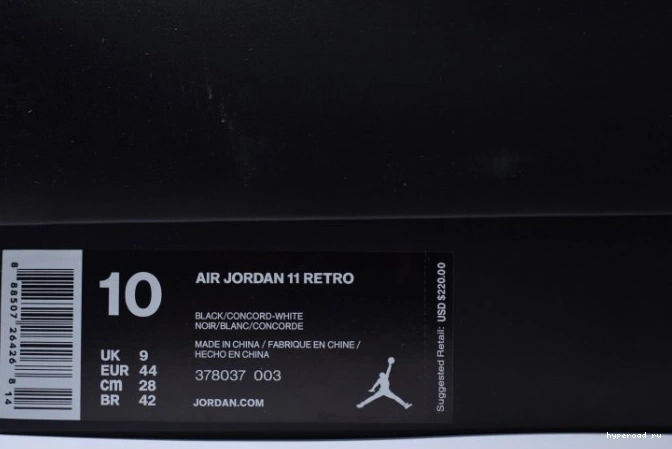 10
AIR JORDAN 11 RETRO
BLACK/CONCORD-WHITE
NOIR/BLANC/CONCORDE
MADE IN CHINA / FABRIQUE EN CHINE /
HECHO EN CHINA
378037 003
JORDAN.COM
UK 9
EUR 44
CM 28
BR 42
Suggested Retail: USD $220.00
8 88507 26426 8 14
hyperoad.ru